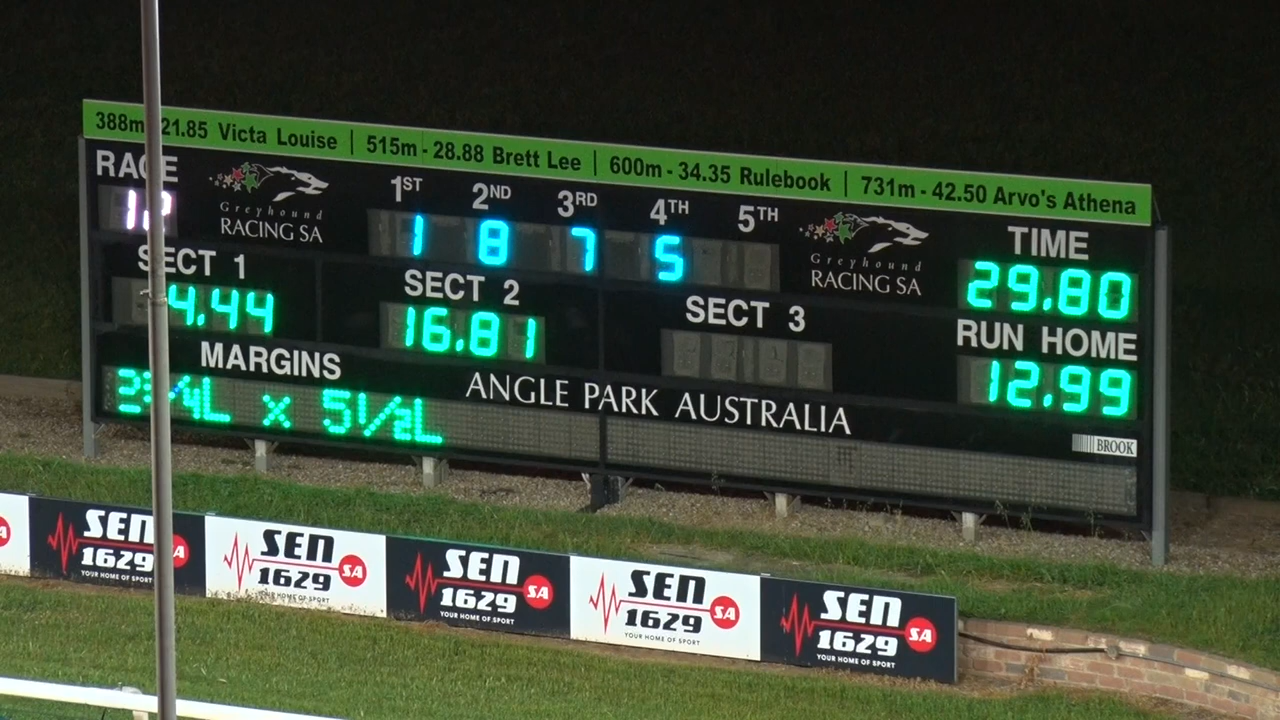 388m - 21.85 Victa Louise | 515m - 28.88 Brett Lee | 600m - 34.35 Rulebook | 731m - 42.50 Arvo's Athena
RACE
Greyhound
RACING SA
1ST 2ND 3RD 4TH 5TH
1 8 7 5
Greyhound
RACING SA
TIME
29.80
SECT 1
4.44
SECT 2
16.81
SECT 3
RUN HOME
12.99
MARGINS
ANGLE PARK AUSTRALIA
x 5 1/2L
BROOK
SA
SEN
1629
SA
YOUR HOME OF SPORT
SEN
1629
SA
YOUR HOME OF SPORT
SEN
1629
SA
YOUR HOME OF SPORT
SEN
1629
SA
YOUR HOME OF SPORT
SEN
1629
SA
YOUR HOME OF SPORT